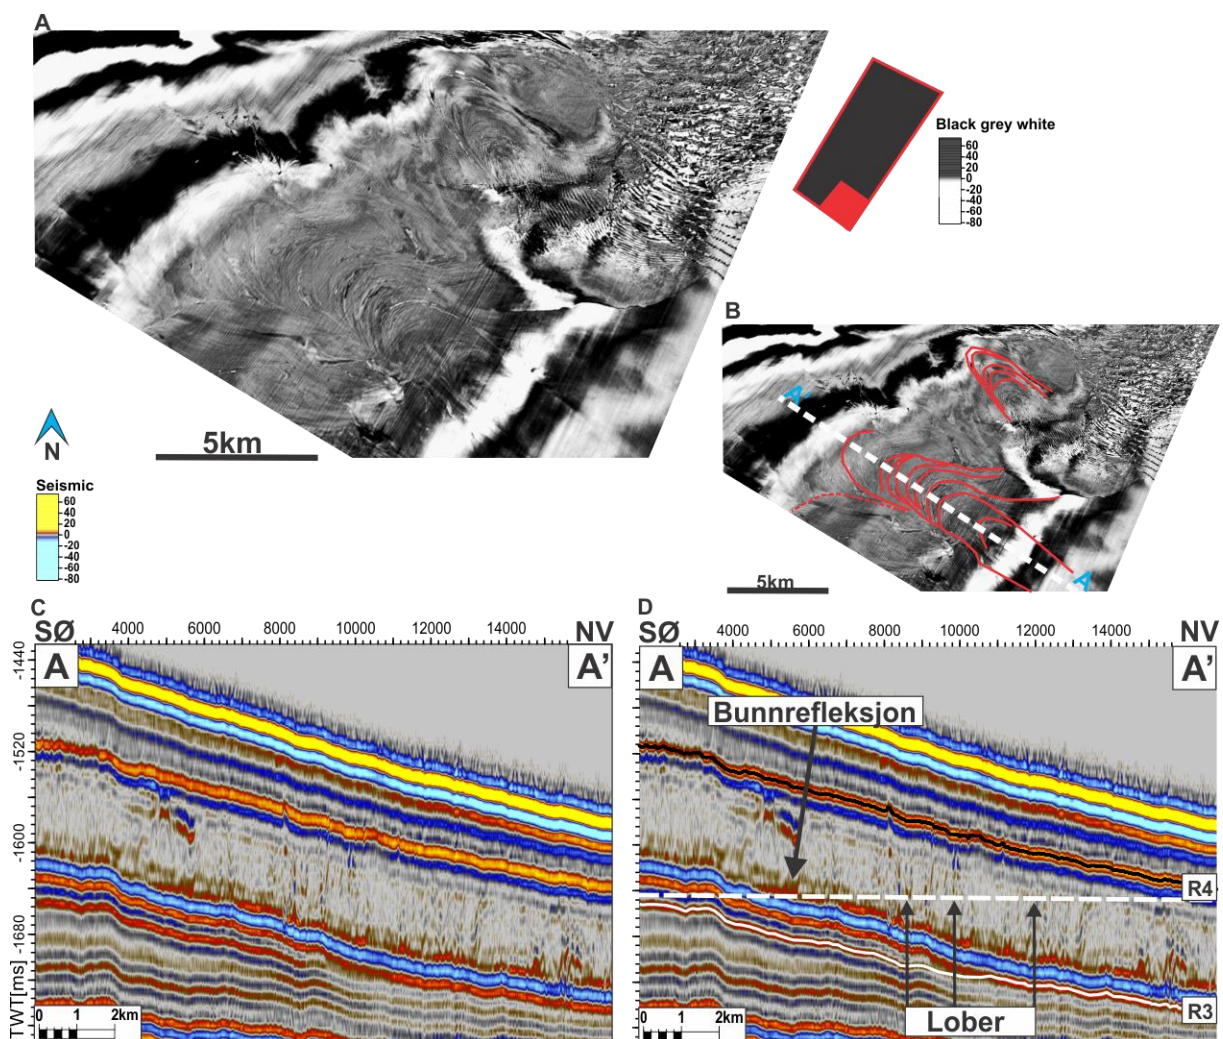 A
Black grey white
60
40
20
0
-20
-40
-60
-80
B
A'
A
5km
N
5km
Seismic
60
40
20
0
-20
-40
-60
-80
C
SØ 4000 6000 8000 10000 12000 14000 NV
A A’
-1440
-1520
-1600
-1680
TWT[ms]
0 1 2km
D
SØ 4000 6000 8000 10000 12000 14000 NV
A A’
Bunnrefleksjon
R4
R3
Lober
0 1 2km